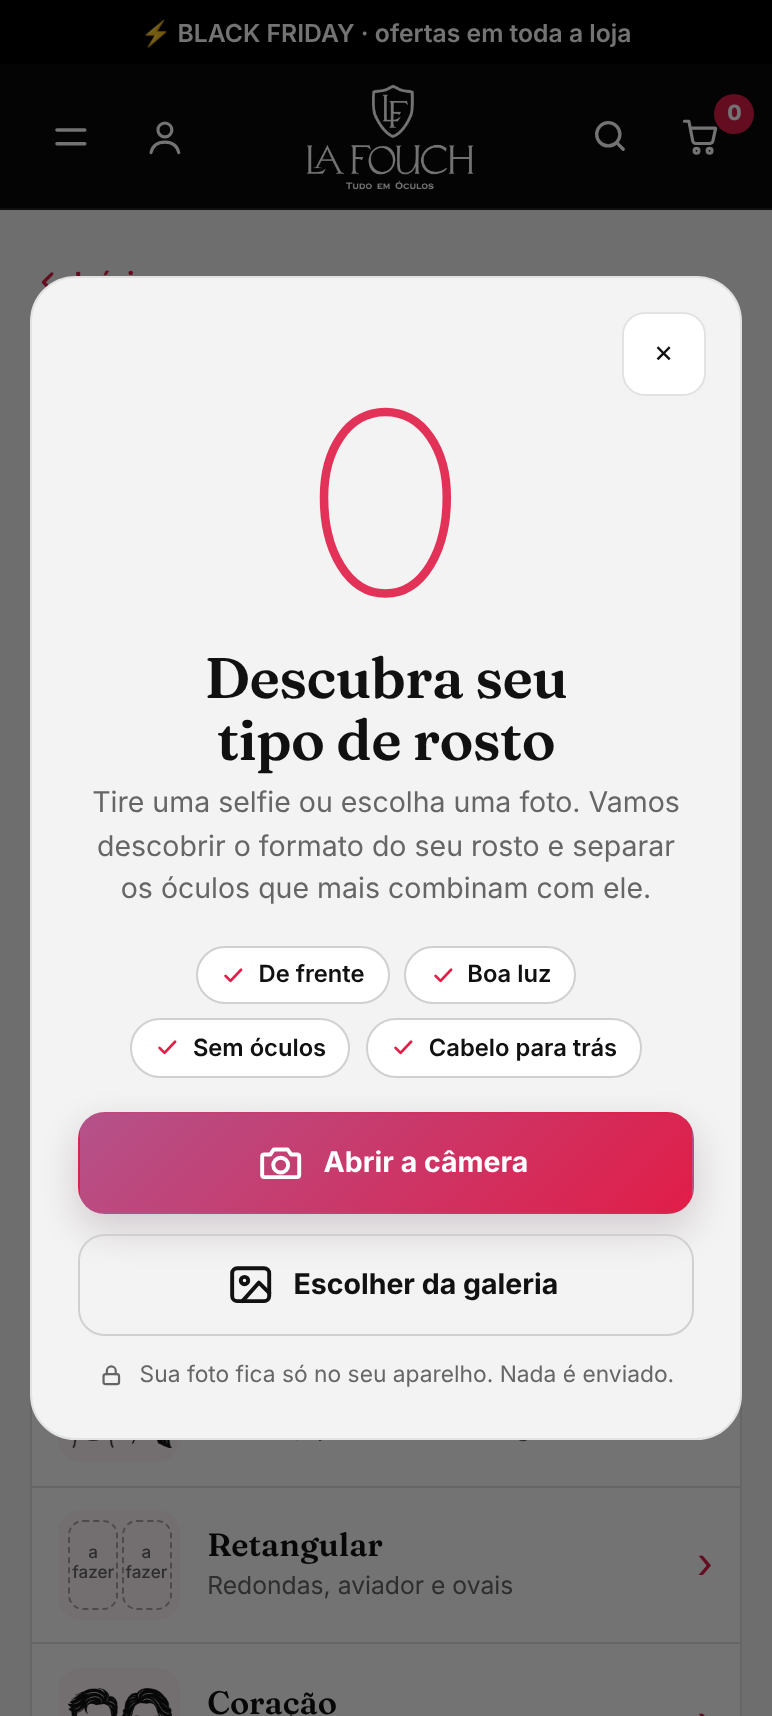 ⚡ BLACK FRIDAY · ofertas em toda a loja
0
LF
LA FOUCH
TUDO EM ÓCULOS
×
Descubra seu
tipo de rosto
Tire uma selfie ou escolha uma foto. Vamos
descobrir o formato do seu rosto e separar
os óculos que mais combinam com ele.
De frente
Boa luz
Sem óculos
Cabelo para trás
Abrir a câmera
Escolher da galeria
Sua foto fica só no seu aparelho. Nada é enviado.
a fazer
a fazer
Retangular
Redondas, aviador e ovais
Coração